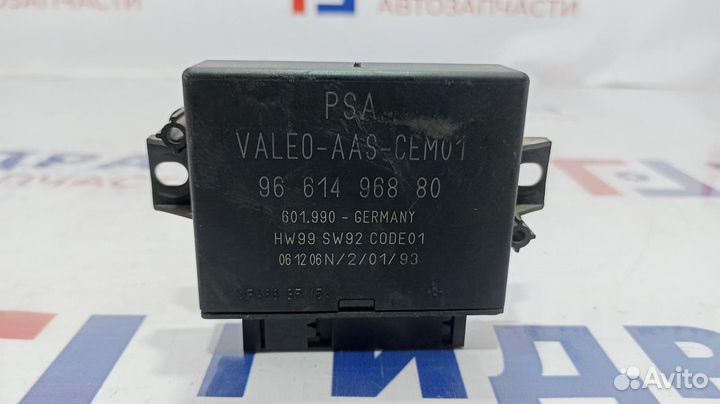 АВТОЗАПЧАСТИ
PSA
VALEO-AAS-CEM01
96 614 968 80
601.990 - GERMANY
HW99 SW92 CODE01
061206N/2/01/93
Avito